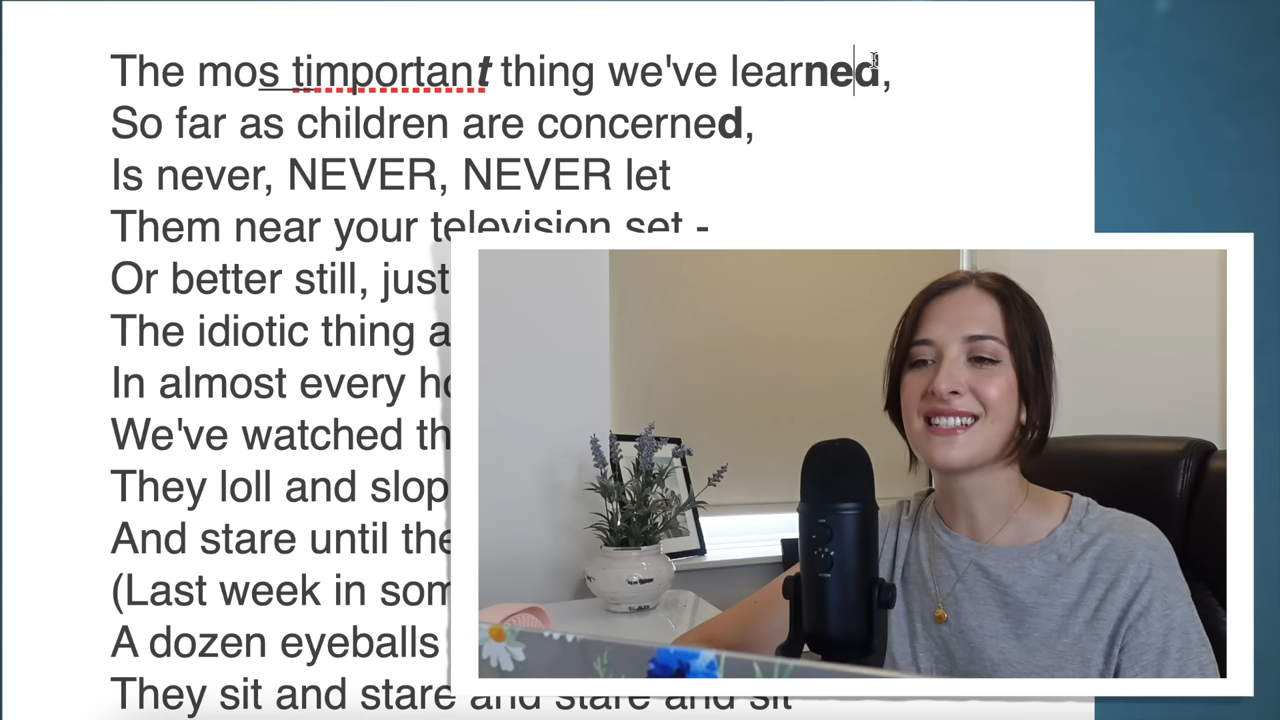 The mos timportant thing we've learned,
So far as children are concerned,
Is never, NEVER, NEVER let
Them near your television set -
Or better still, just
The idiotic thing a
In almost every ho
We've watched th
They loll and slop
And stare until the
(Last week in som
A dozen eyeballs
They sit and stare and stare and sit